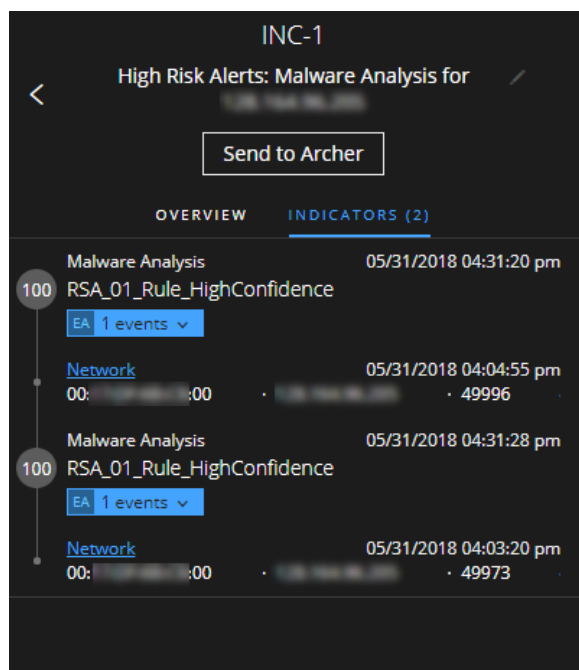 INC-1
High Risk Alerts: Malware Analysis for
Send to Archer
OVERVIEW INDICATORS (2)
Malware Analysis 05/31/2018 04:31:20 pm
100 RSA_01_Rule_HighConfidence
EA 1 events
Network 05/31/2018 04:04:55 pm
00: :00 · · 49996
Malware Analysis 05/31/2018 04:31:28 pm
100 RSA_01_Rule_HighConfidence
EA 1 events
Network 05/31/2018 04:03:20 pm
00: :00 · · 49973